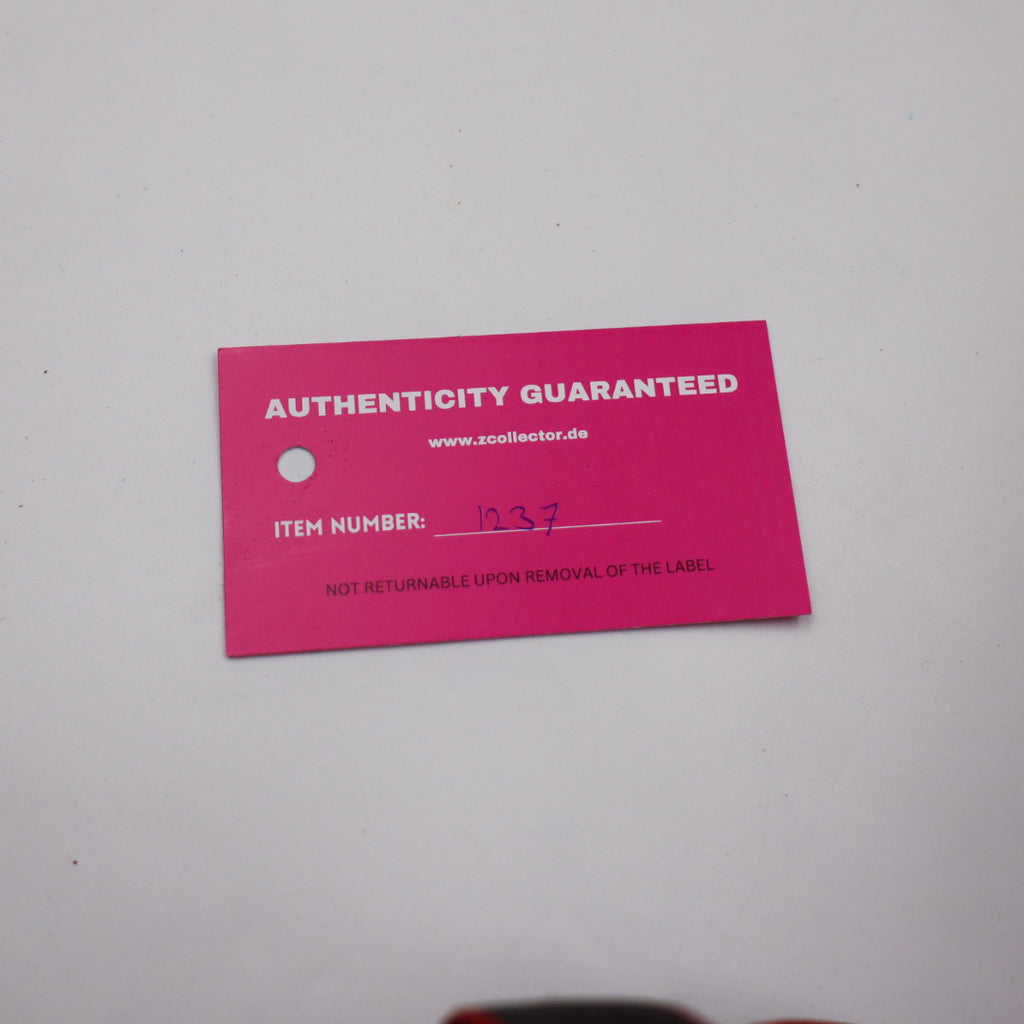 AUTHENTICITY GUARANTEED
www.zcollector.de
ITEM NUMBER: 1237
NOT RETURNABLE UPON REMOVAL OF THE LABEL